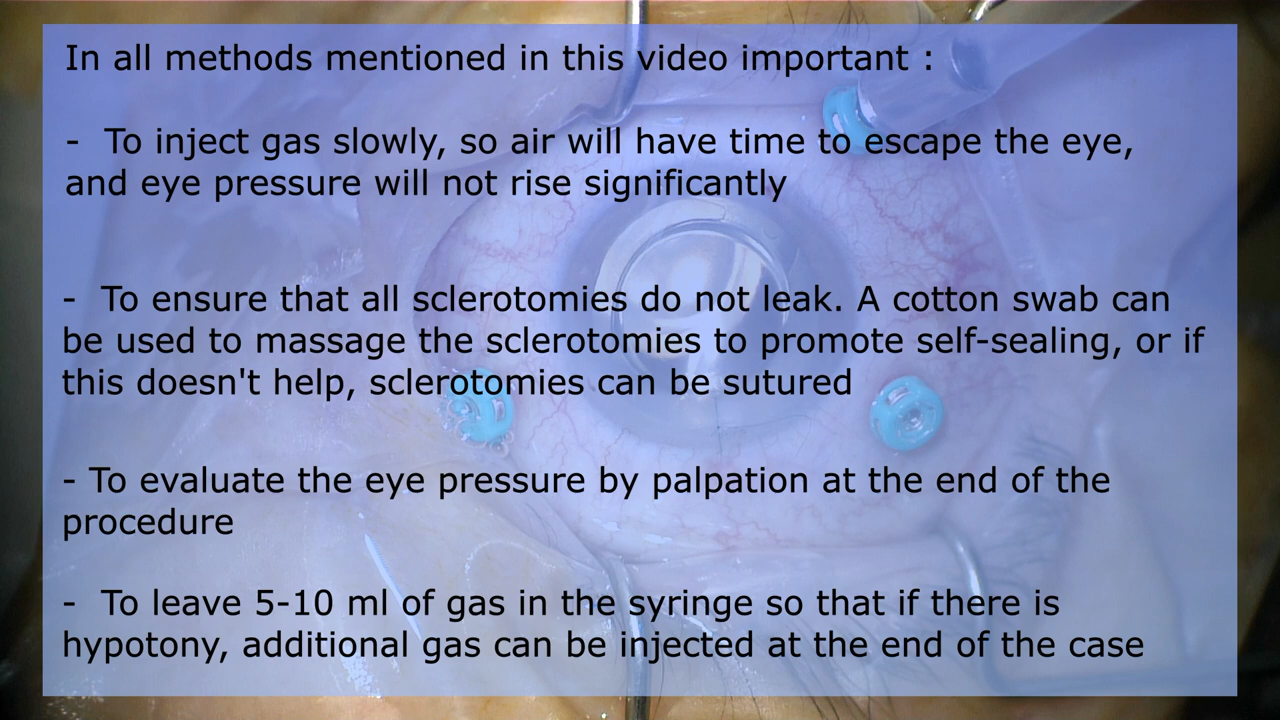 In all methods mentioned in this video important :
- To inject gas slowly, so air will have time to escape the eye,
and eye pressure will not rise significantly
- To ensure that all sclerotomies do not leak. A cotton swab can
be used to massage the sclerotomies to promote self-sealing, or if
this doesn't help, sclerotomies can be sutured
- To evaluate the eye pressure by palpation at the end of the
procedure
- To leave 5-10 ml of gas in the syringe so that if there is
hypotony, additional gas can be injected at the end of the case